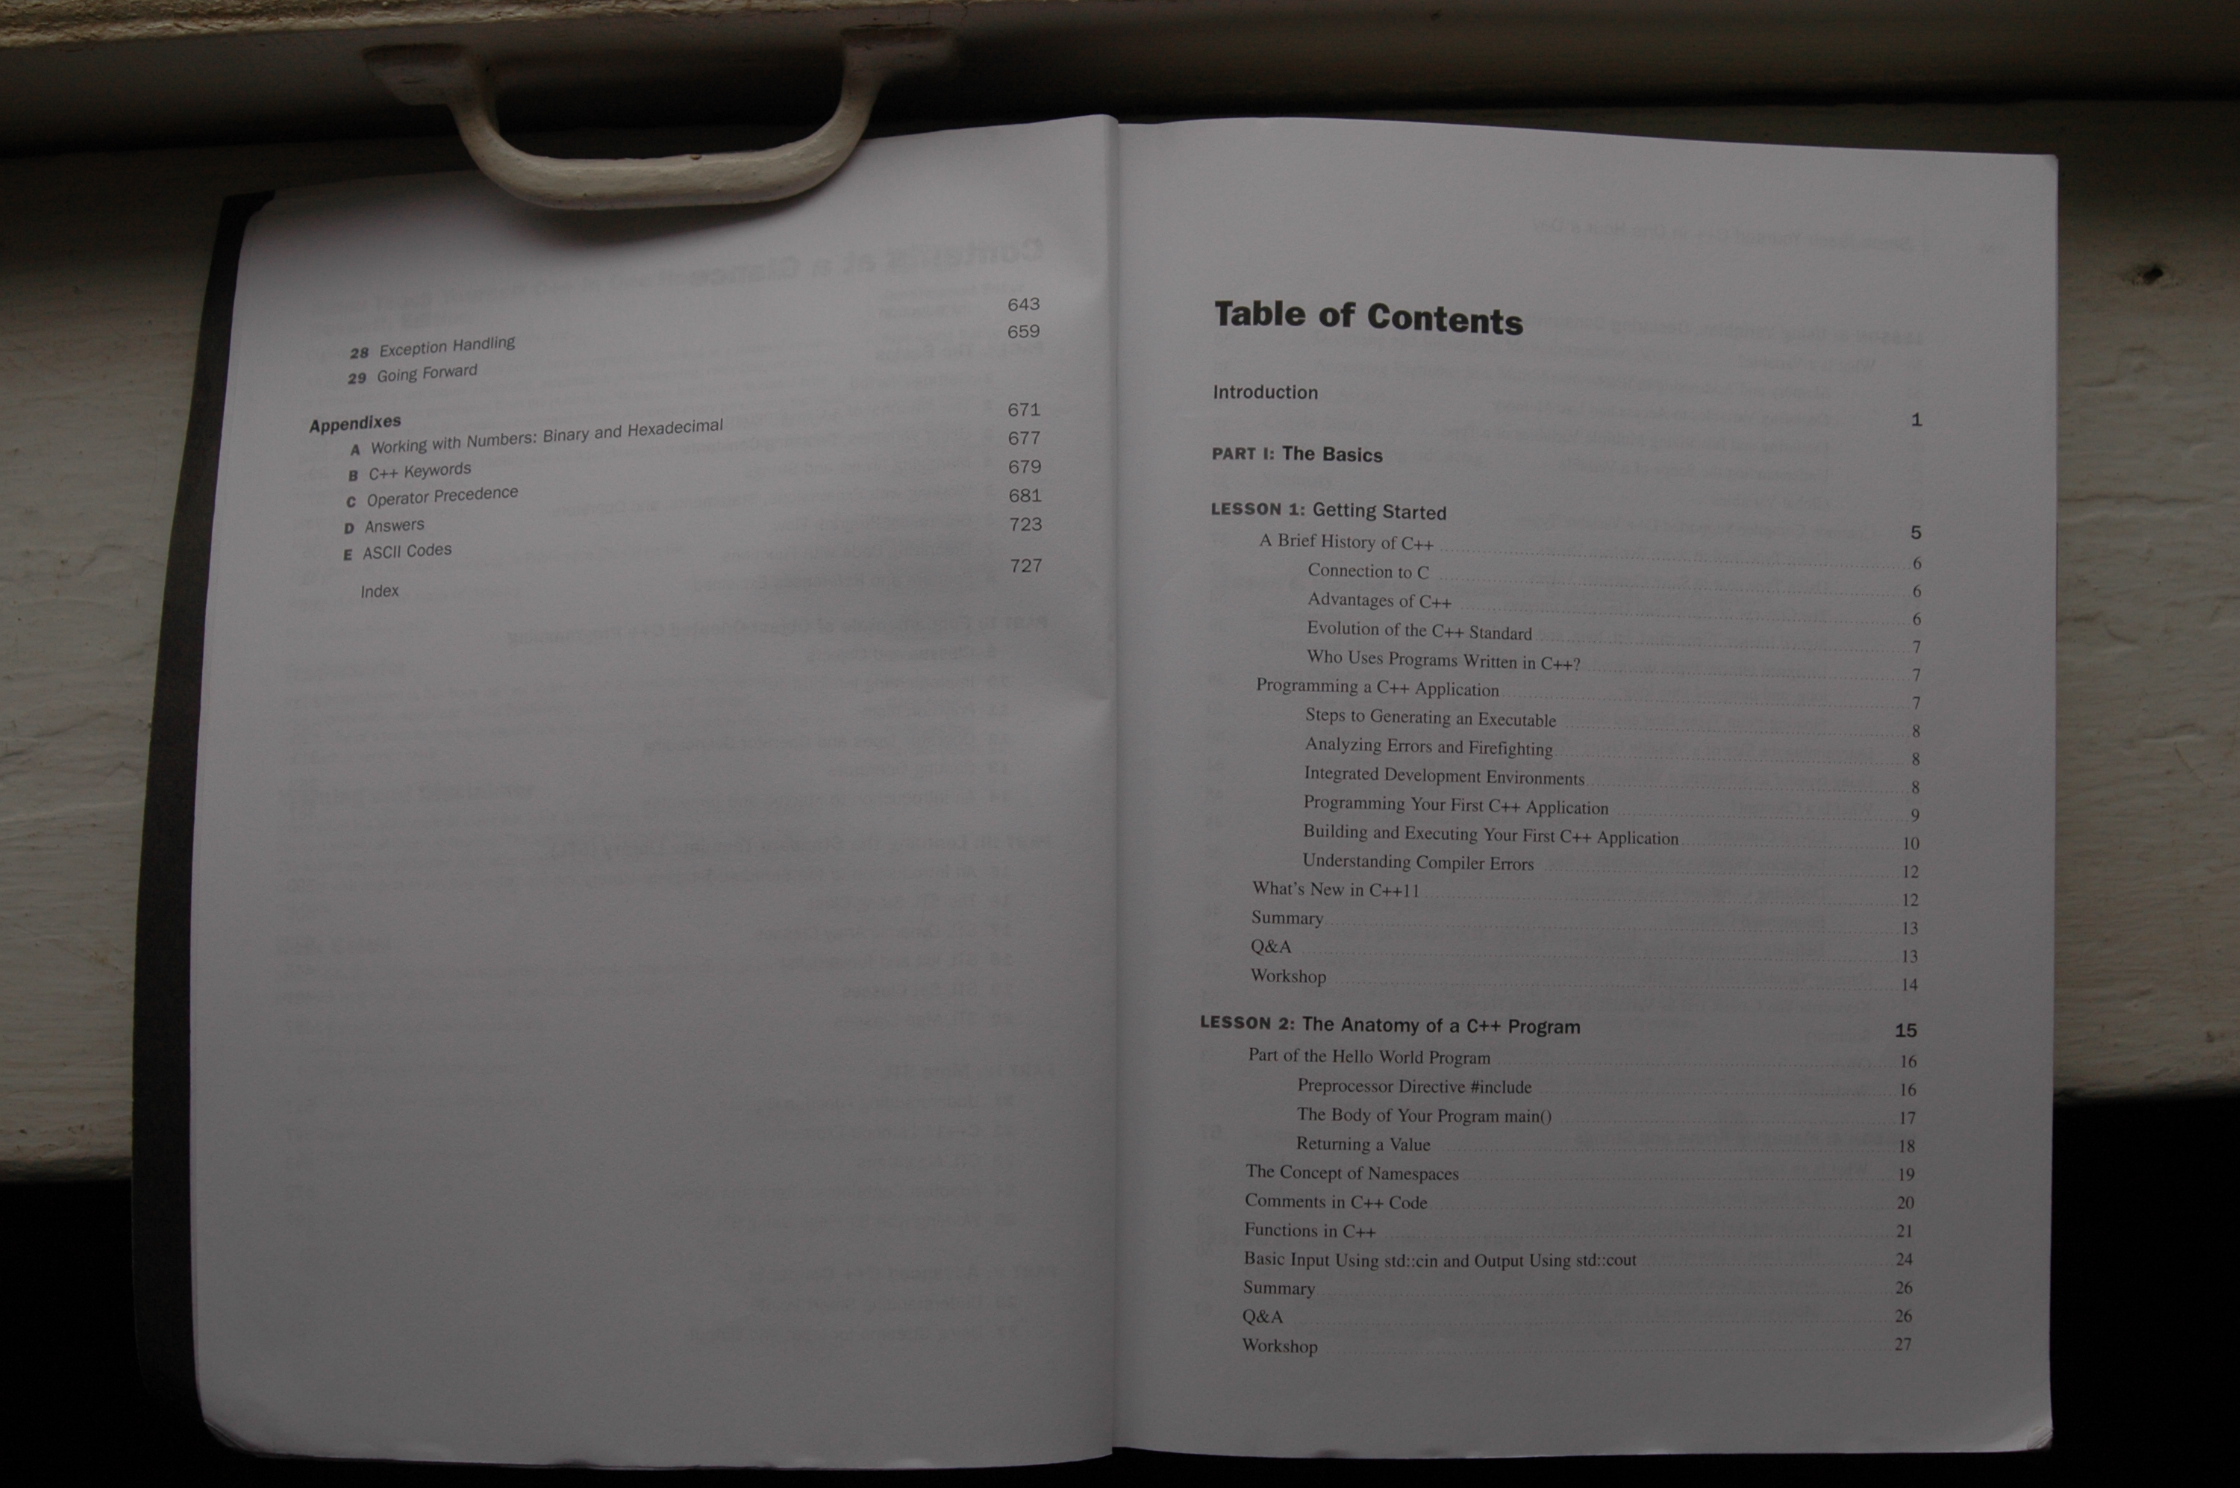 28 Exception Handling 643
29 Going Forward 659
Appendixes
A Working with Numbers: Binary and Hexadecimal 671
B C++ Keywords 677
C Operator Precedence 679
D Answers 681
E ASCII Codes 723
Index 727
Table of Contents
Introduction 1
PART I: The Basics
LESSON 1: Getting Started 5
A Brief History of C++ 6
Connection to C 6
Advantages of C++ 6
Evolution of the C++ Standard 7
Who Uses Programs Written in C++? 7
Programming a C++ Application 7
Steps to Generating an Executable 8
Analyzing Errors and Firefighting 8
Integrated Development Environments 8
Programming Your First C++ Application 9
Building and Executing Your First C++ Application 10
Understanding Compiler Errors 12
What's New in C++11 12
Summary 13
Q&A 13
Workshop 14
LESSON 2: The Anatomy of a C++ Program 15
Part of the Hello World Program 16
Preprocessor Directive #include 16
The Body of Your Program main() 17
Returning a Value 18
The Concept of Namespaces 19
Comments in C++ Code 20
Functions in C++ 21
Basic Input Using std::cin and Output Using std::cout 24
Summary 26
Q&A 26
Workshop 27